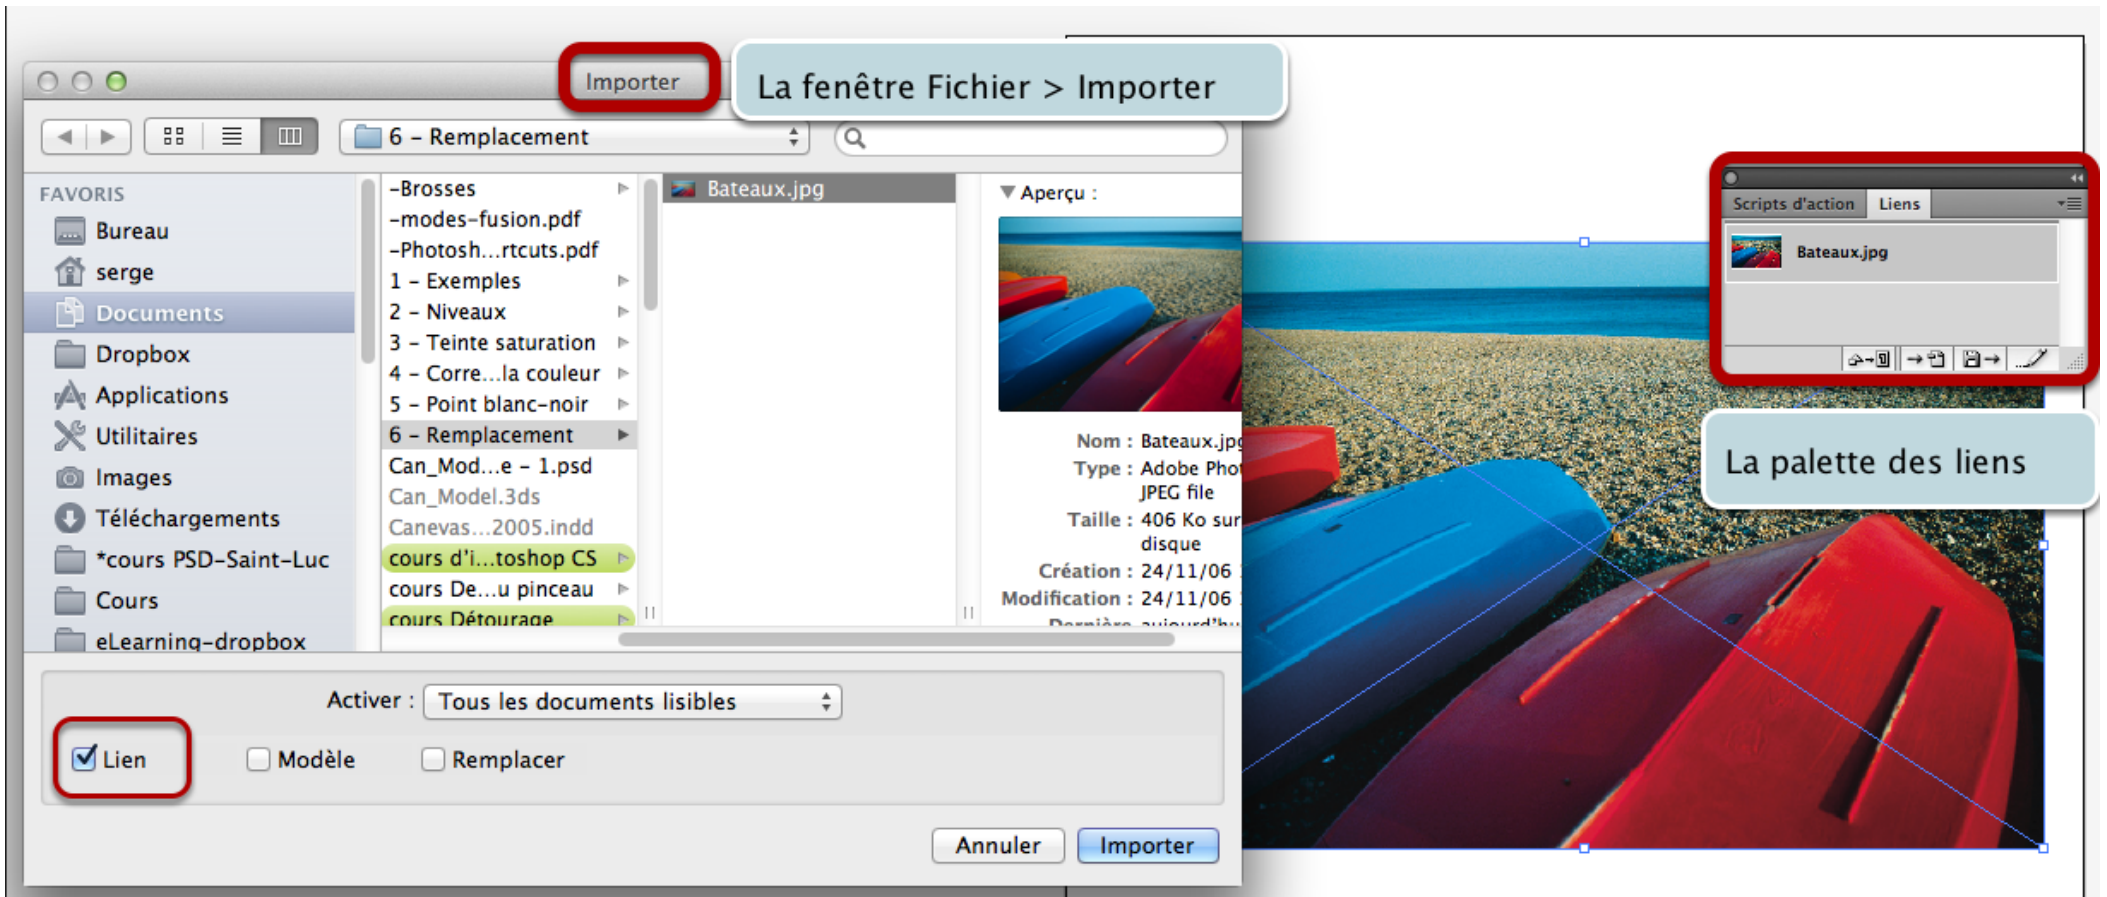 Importer
La fenêtre Fichier > Importer
6 – Remplacement
FAVORIS
Bureau
serge
Documents
Dropbox
Applications
Utilitaires
Images
Téléchargements
*cours PSD-Saint-Luc
Cours
eLearning-dropbox
-Brosses
-modes-fusion.pdf
-Photosh...rtcuts.pdf
1 – Exemples
2 – Niveaux
3 – Teinte saturation
4 – Corre...la couleur
5 – Point blanc-noir
6 – Remplacement
Can_Mod...e – 1.psd
Can_Model.3ds
Canevas...2005.indd
cours d'i...toshop CS
cours De...u pinceau
cours Détourage
Bateaux.jpg
Aperçu :
Nom : Bateaux.jpg
Type : Adobe Phot
JPEG file
Taille : 406 Ko sur
disque
Création : 24/11/06
Modification : 24/11/06
Dernière aujourd'hu
Activer : Tous les documents lisibles
Lien
Modèle
Remplacer
Annuler
Importer
Scripts d'action
Liens
Bateaux.jpg
La palette des liens